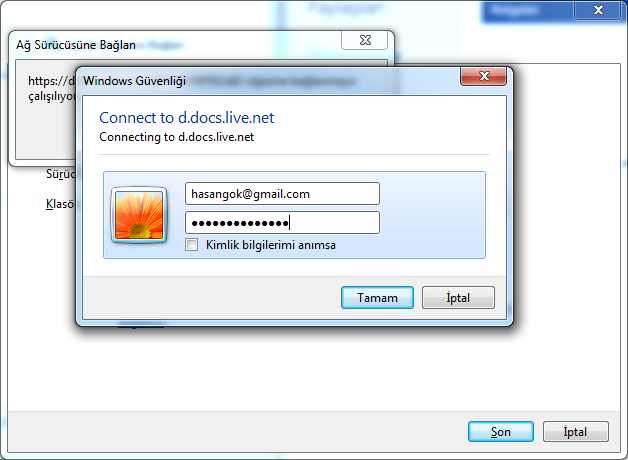 Ağ Sürücüsüne Bağlan
https://d
çalışılıyo
Windows Güvenliği
Connect to d.docs.live.net
Connecting to d.docs.live.net
hasangok@gmail.com
●●●●●●●●●●●●●●
Kimlik bilgilerimi anımsa
Tamam
İptal
Sürüc
Klasö
Son
İptal